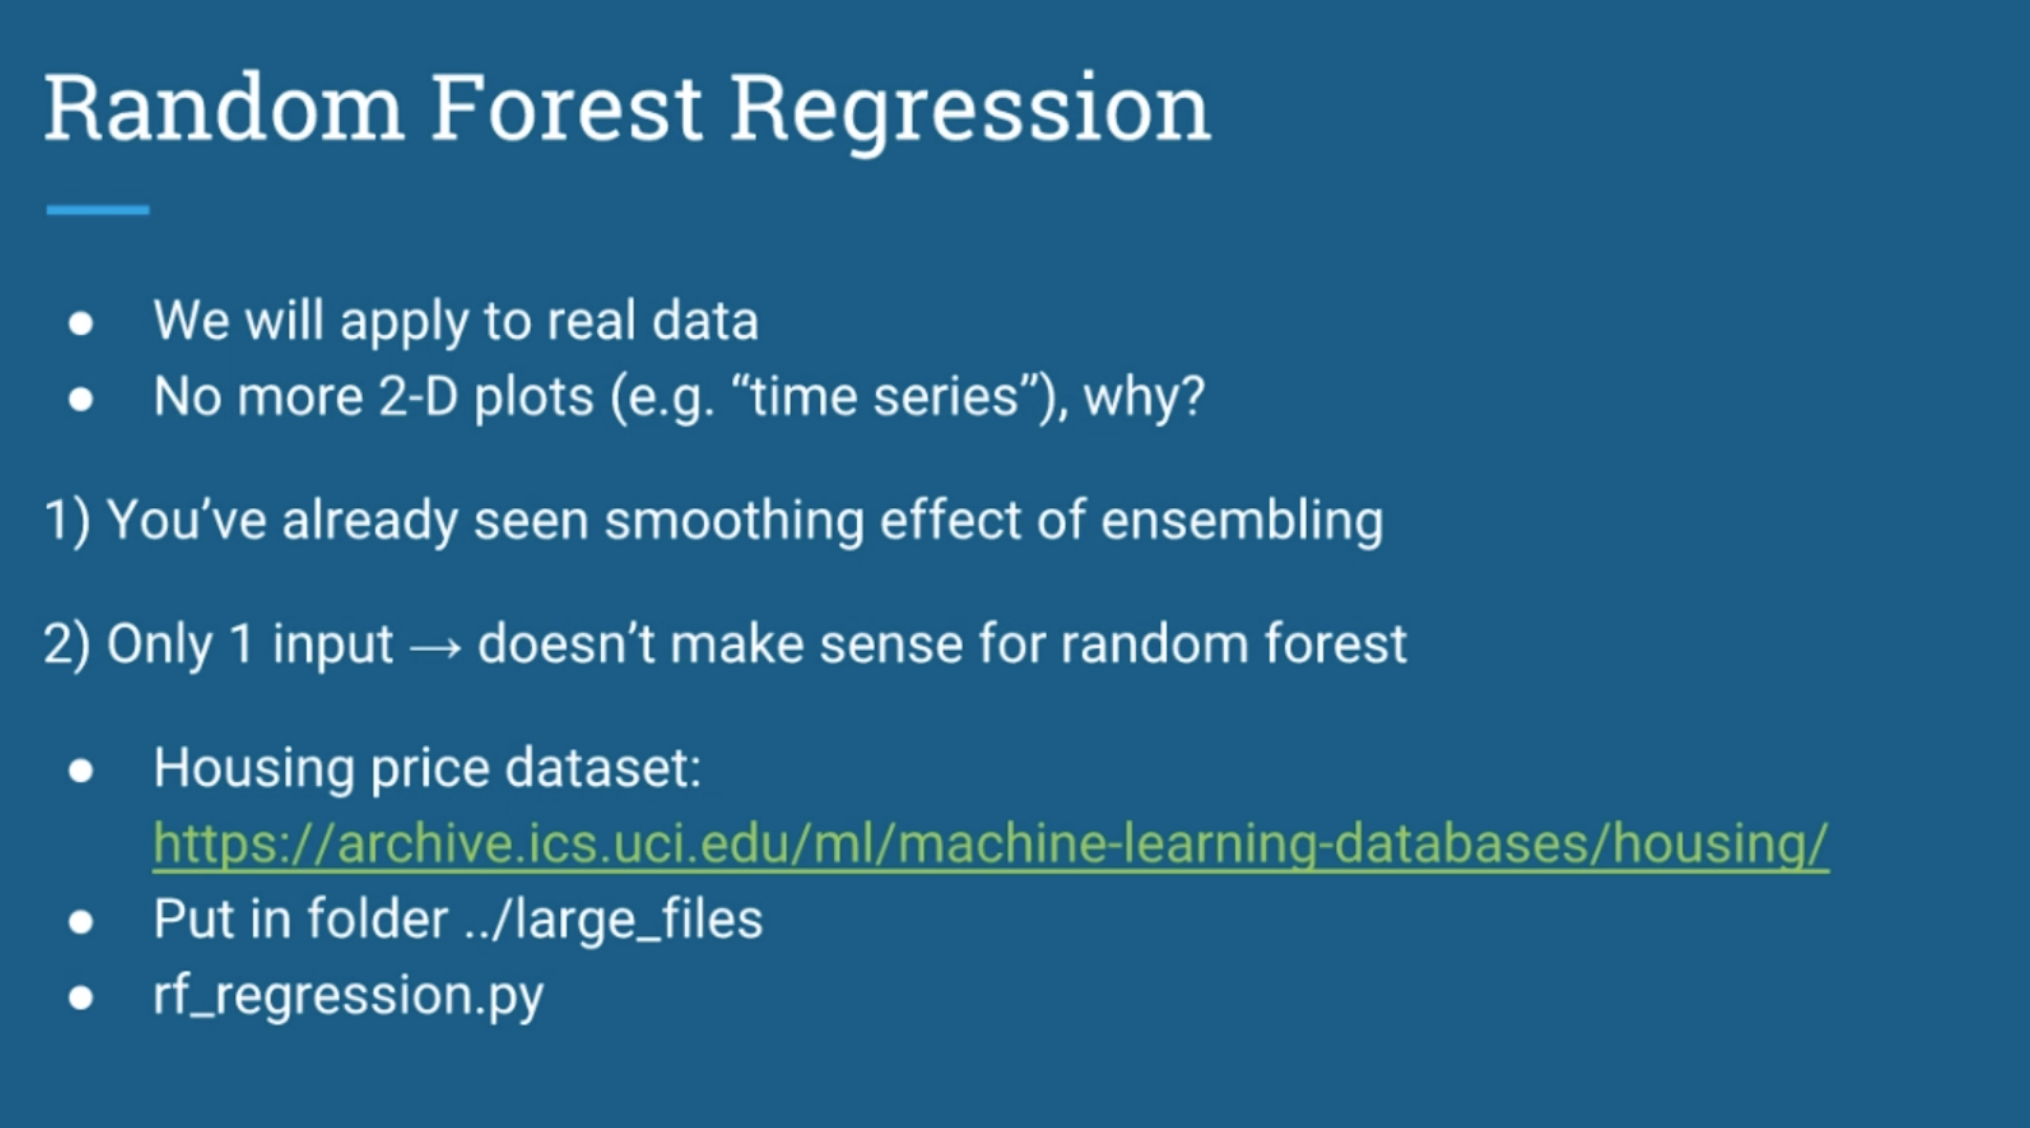 Random Forest Regression
● We will apply to real data
● No more 2-D plots (e.g. “time series”), why?
1) You’ve already seen smoothing effect of ensembling
2) Only 1 input → doesn’t make sense for random forest
● Housing price dataset:
https://archive.ics.uci.edu/ml/machine-learning-databases/housing/
● Put in folder ../large_files
● rf_regression.py